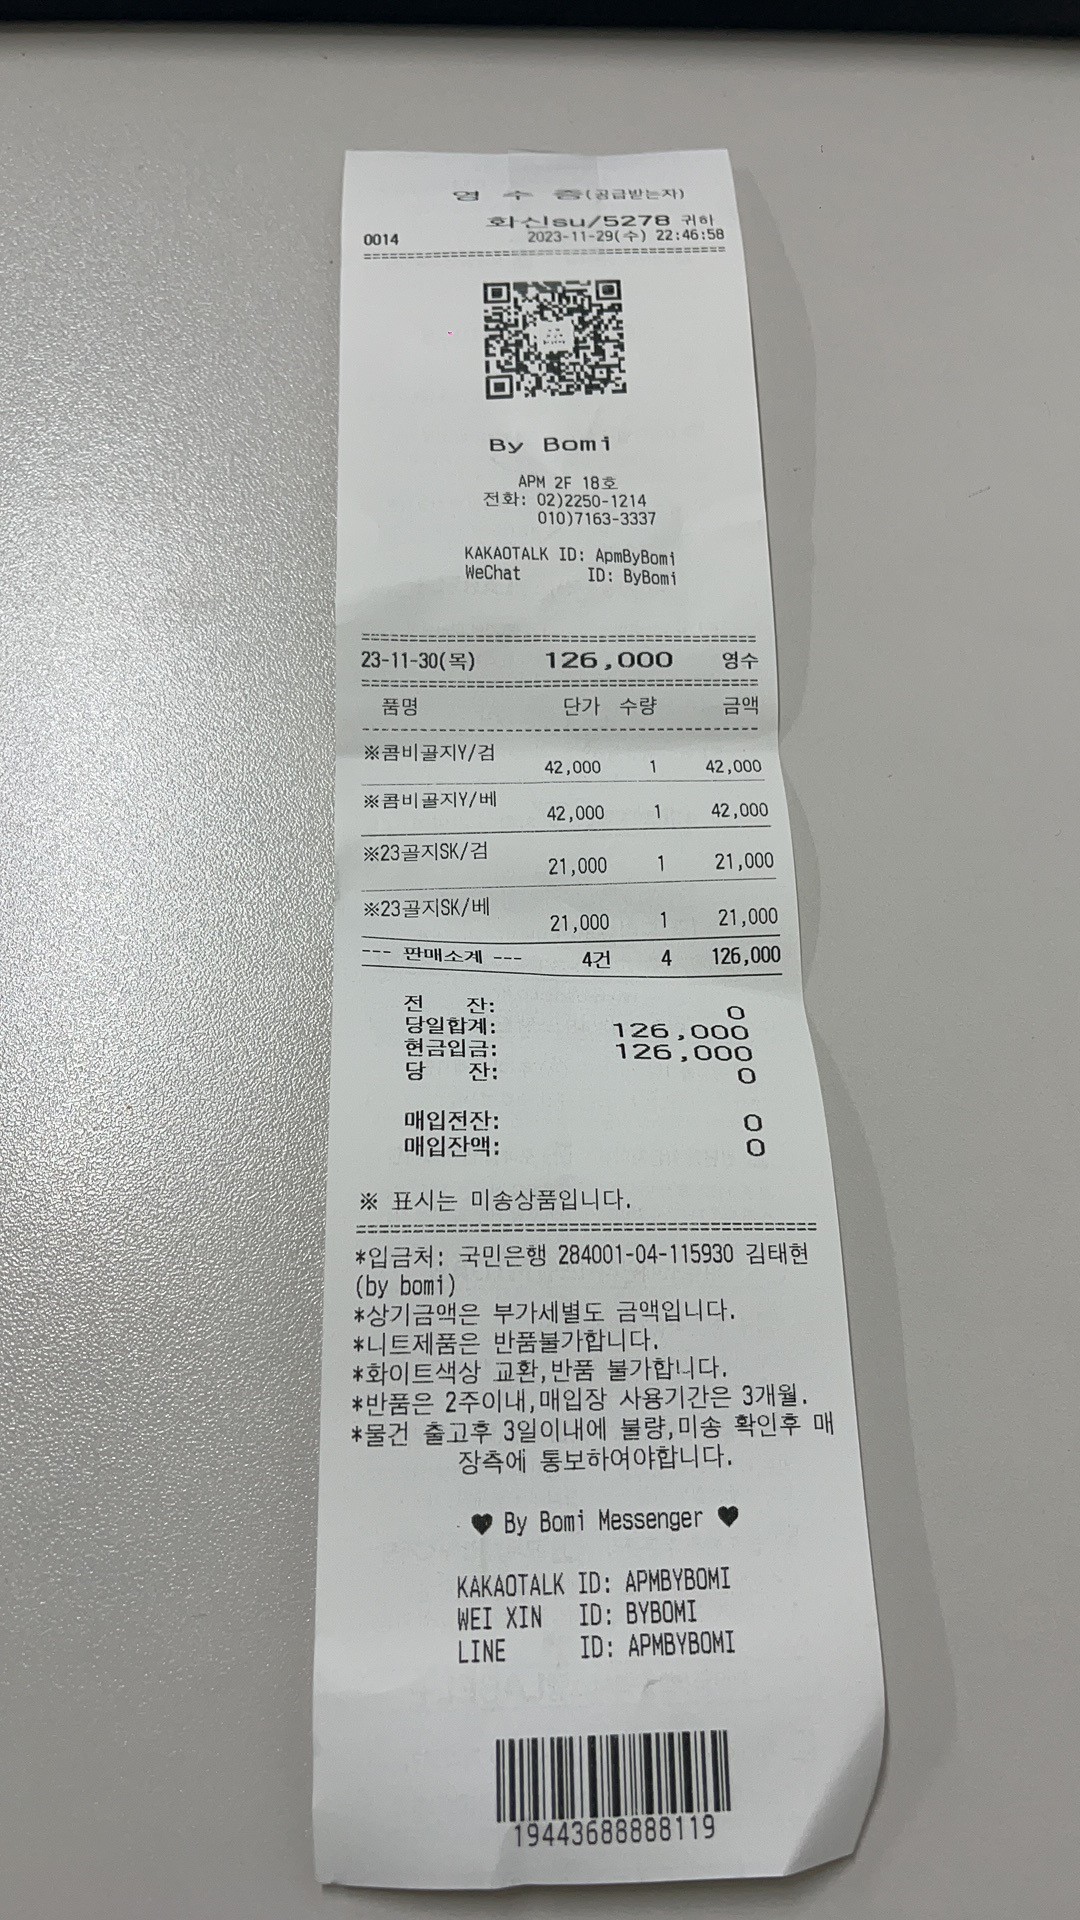 영 수 증(공급받는자)
화신su/5278 귀하
0014 2023-11-29(수) 22:46:58
By Bomi
APM 2F 18호
전화: 02)2250-1214
010)7163-3337
KAKAOTALK ID: ApmByBomi
WeChat ID: ByBomi
23-11-30(목) 126,000 영수
품명 단가 수량 금액
※콤비골지Y/검
42,000 1 42,000
※콤비골지Y/베
42,000 1 42,000
※23골지SK/검
21,000 1 21,000
※23골지SK/베
21,000 1 21,000
--- 판매소계 --- 4건 4 126,000
전 잔: 0
당일합계: 126,000
현금입금: 126,000
당 잔: 0
매입전잔: 0
매입잔액: 0
※ 표시는 미송상품입니다.
*입금처: 국민은행 284001-04-115930 김태현
(by bomi)
*상기금액은 부가세별도 금액입니다.
*니트제품은 반품불가합니다.
*화이트색상 교환,반품 불가합니다.
*반품은 2주이내,매입장 사용기간은 3개월.
*물건 출고후 3일이내에 불량,미송 확인후 매
장측에 통보하여야합니다.
♥ By Bomi Messenger ♥
KAKAOTALK ID: APMBYBOMI
WEI XIN ID: BYBOMI
LINE ID: APMBYBOMI
19443688888119